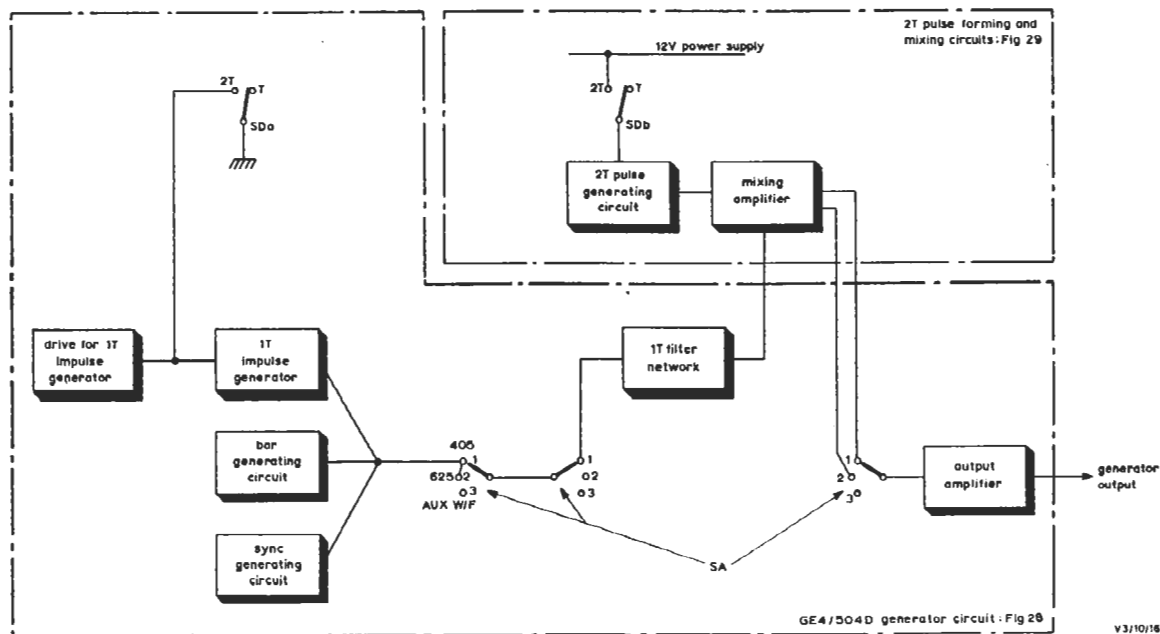 2T pulse forming and
mixing circuits: Fig 29
12V power supply
2T
T
SDa
2T
T
SDb
2T pulse
generating
circuit
mixing
amplifier
drive for 1T
Impulse
generator
1T
impulse
generator
1T filter
network
bar
generating
circuit
405
1
625
2
3
AUX W/F
1
2
3
1
2
3
output
amplifier
generator
output
sync
generating
circuit
SA
GE4/504D generator circuit: Fig 28
V3/10/16